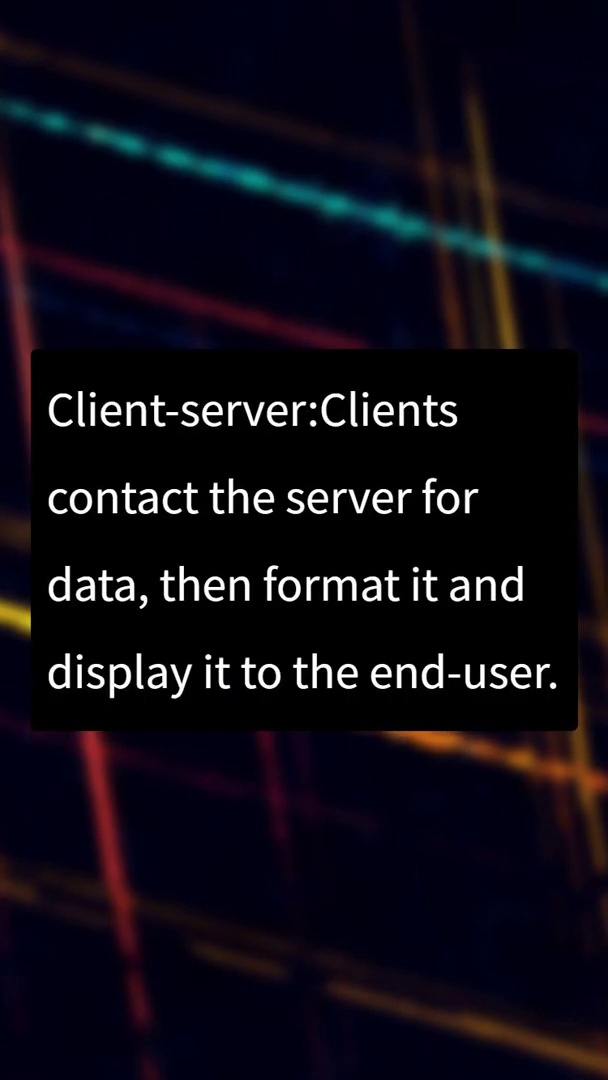 Client-server:Clients
contact the server for
data, then format it and
display it to the end-user.